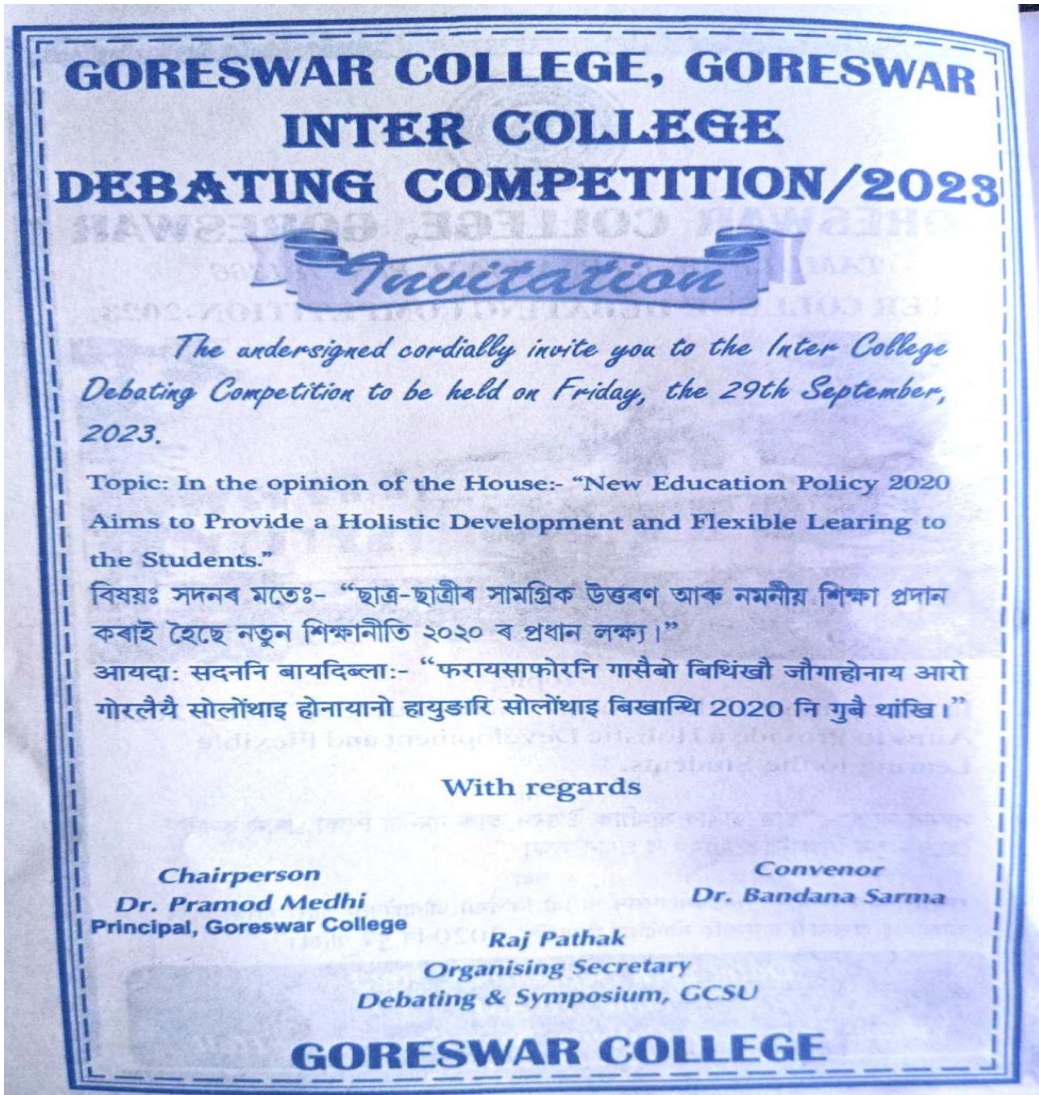 GORESWAR COLLEGE, GORESWAR
INTER COLLEGE
DEBATING COMPETITION/2023
Invitation
The undersigned cordially invite you to the Inter College
Debating Competition to be held on Friday, the 29th September,
2023.
Topic: In the opinion of the House:- “New Education Policy 2020
Aims to Provide a Holistic Development and Flexible Learing to
the Students.”
বিষয়ঃ সদনৰ মতেঃ- “ছাত্ৰ-ছাত্ৰীৰ সামগ্ৰিক উত্তৰণ আৰু নমনীয় শিক্ষা প্ৰদান
কৰাই হৈছে নতুন শিক্ষানীতি ২০২০ ৰ প্ৰধান লক্ষ্য।”
आयदा: सदननि बायदिब्ला:- “फरायसाफोरनि गासैबो बिथिंखौ जौगाहोनाय आरो
गोरलैयै सोलोंथाइ होनायानो हायुङारि सोलोंथाइ बिखान्थि 2020 नि गुबै थांखि।”
With regards
Chairperson
Dr. Pramod Medhi
Principal, Goreswar College
Convenor
Dr. Bandana Sarma
Raj Pathak
Organising Secretary
Debating & Symposium, GCSU
GORESWAR COLLEGE